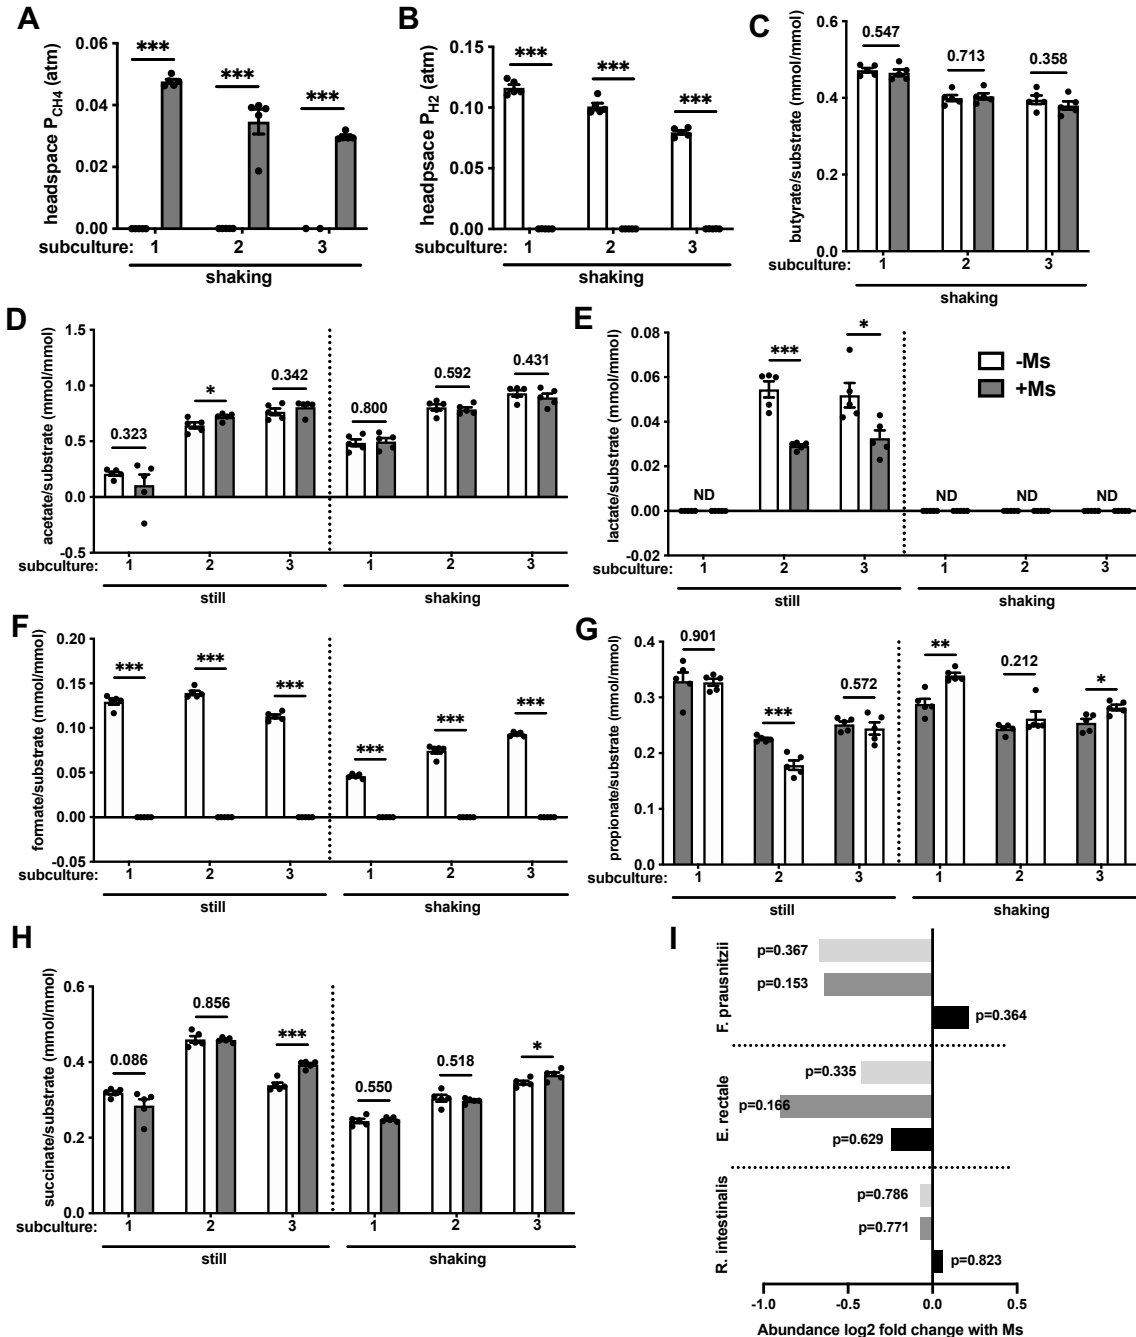 A
headspace PCH4 (atm)
0.06
0.04
0.02
0.00
***
***
***
subculture: 1 2 3
shaking
B
headpsace PH2 (atm)
0.15
0.10
0.05
0.00
***
***
***
subculture: 1 2 3
shaking
C
butyrate/substrate (mmol/mmol)
0.6
0.4
0.2
0.0
0.547
0.713
0.358
subculture: 1 2 3
shaking
D
acetate/substrate (mmol/mmol)
1.5
1.0
0.5
0.0
-0.5
0.323
*
0.342
0.800
0.592
0.431
subculture: 1 2 3 1 2 3
still shaking
E
lactate/substrate (mmol/mmol)
0.08
0.06
0.04
0.02
0.00
-0.02
ND
***
*
ND
ND
ND
-Ms
+Ms
subculture: 1 2 3 1 2 3
still shaking
F
formate/substrate (mmol/mmol)
0.20
0.15
0.10
0.05
0.00
-0.05
***
***
***
***
***
***
subculture: 1 2 3 1 2 3
still shaking
G
propionate/substrate (mmol/mmol)
0.4
0.3
0.2
0.1
0.0
0.901
***
0.572
**
0.212
*
subculture: 1 2 3 1 2 3
still shaking
H
succinate/substrate (mmol/mmol)
0.6
0.4
0.2
0.0
0.086
0.856
***
0.550
0.518
*
subculture: 1 2 3 1 2 3
still shaking
I
F. prausnitzii
p=0.367
p=0.153
p=0.364
E. rectale
p=0.335
p=0.166
p=0.629
R. intestinalis
p=0.786
p=0.771
p=0.823
-1.0 -0.5 0.0 0.5
Abundance log2 fold change with Ms